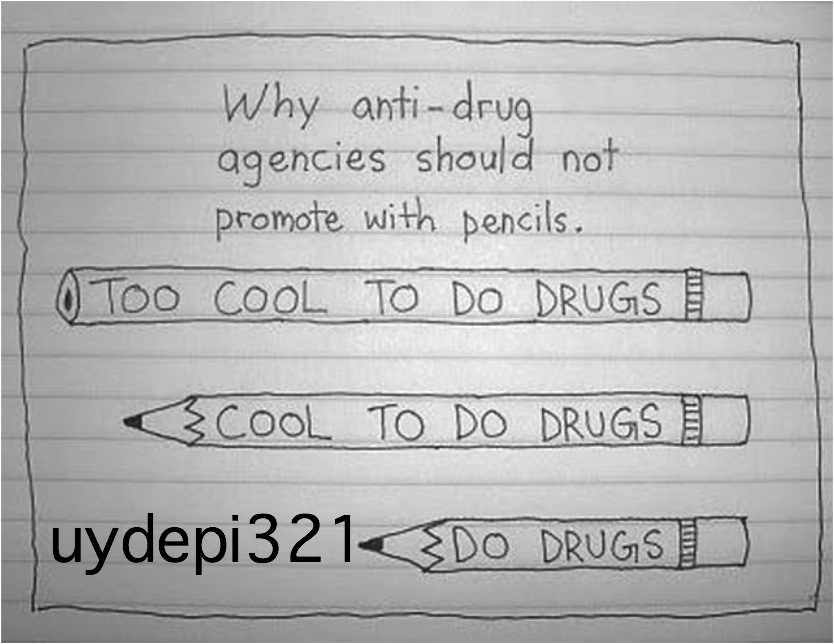 Why anti-drug
agencies should not
promote with pencils.
TOO COOL TO DO DRUGS
COOL TO DO DRUGS
DO DRUGS
uydepi321